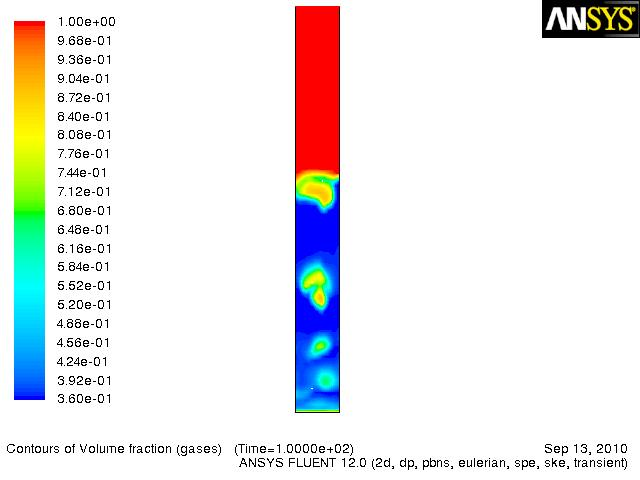 ANSYS
1.00e+00
9.68e-01
9.36e-01
9.04e-01
8.72e-01
8.40e-01
8.08e-01
7.76e-01
7.44e-01
7.12e-01
6.80e-01
6.48e-01
6.16e-01
5.84e-01
5.52e-01
5.20e-01
4.88e-01
4.56e-01
4.24e-01
3.92e-01
3.60e-01
Contours of Volume fraction (gases) (Time=1.0000e+02) Sep 13, 2010
ANSYS FLUENT 12.0 (2d, dp, pbns, eulerian, spe, ske, transient)